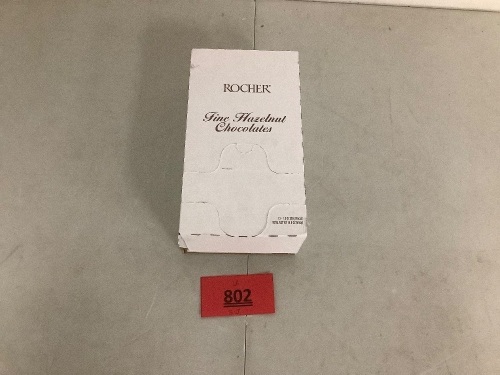 ROCHER
Fine Hazelnut
Chocolates
802